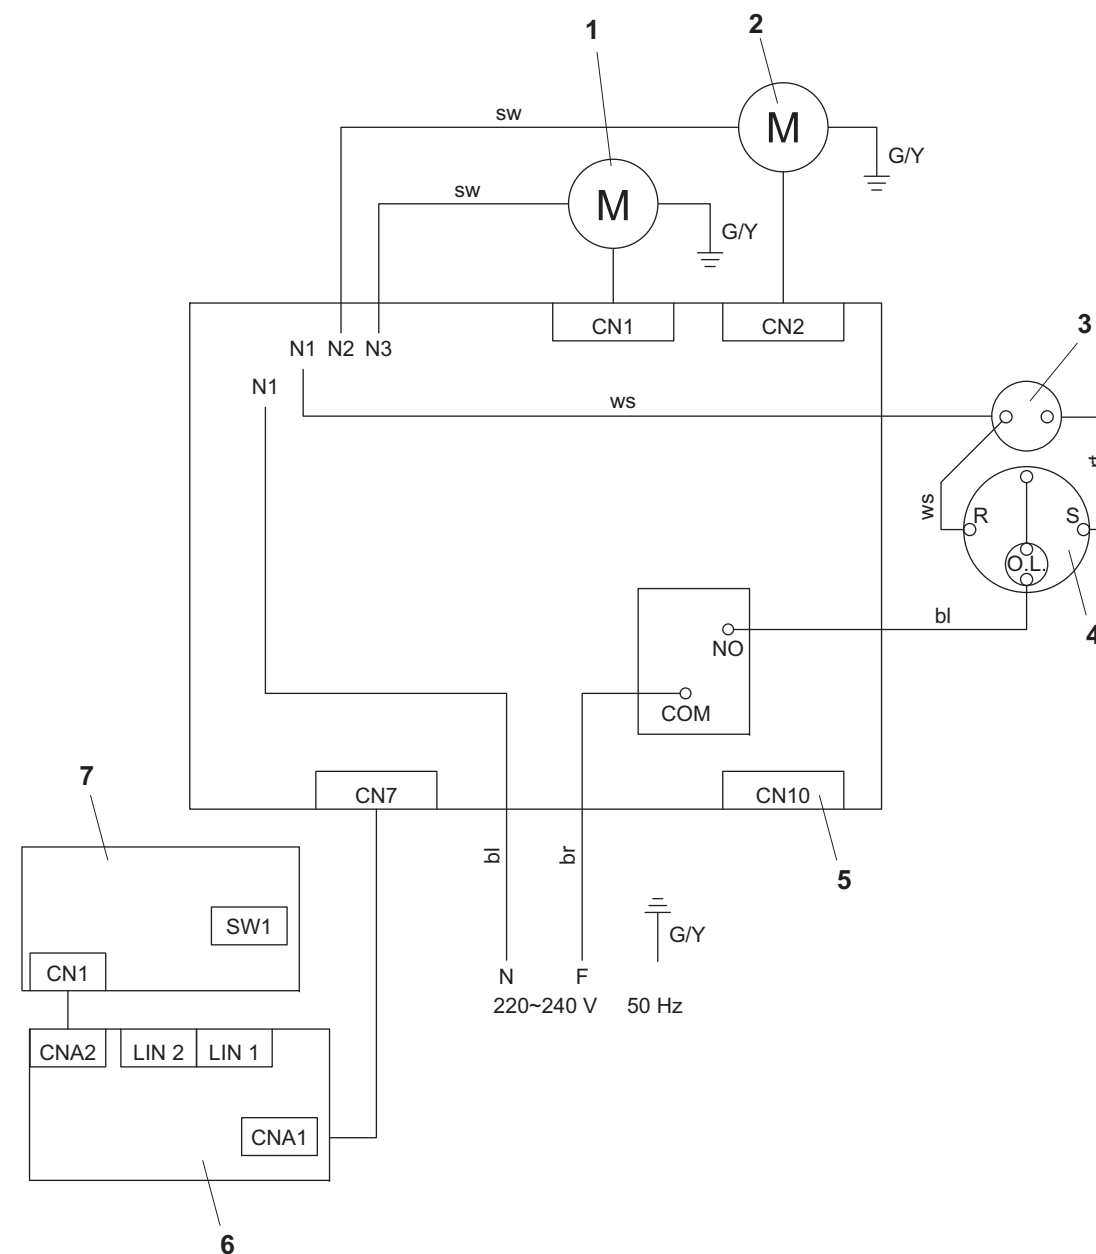 1
2
sw
M
G/Y
sw
M
G/Y
CN1
CN2
3
N1 N2 N3
N1
ws
ws
R
S
O.L.
4
bl
NO
COM
CN7
CN10
7
5
bl
br
SW1
G/Y
CN1
N
F
220~240 V 50 Hz
CNA2
LIN 2
LIN 1
CNA1
6